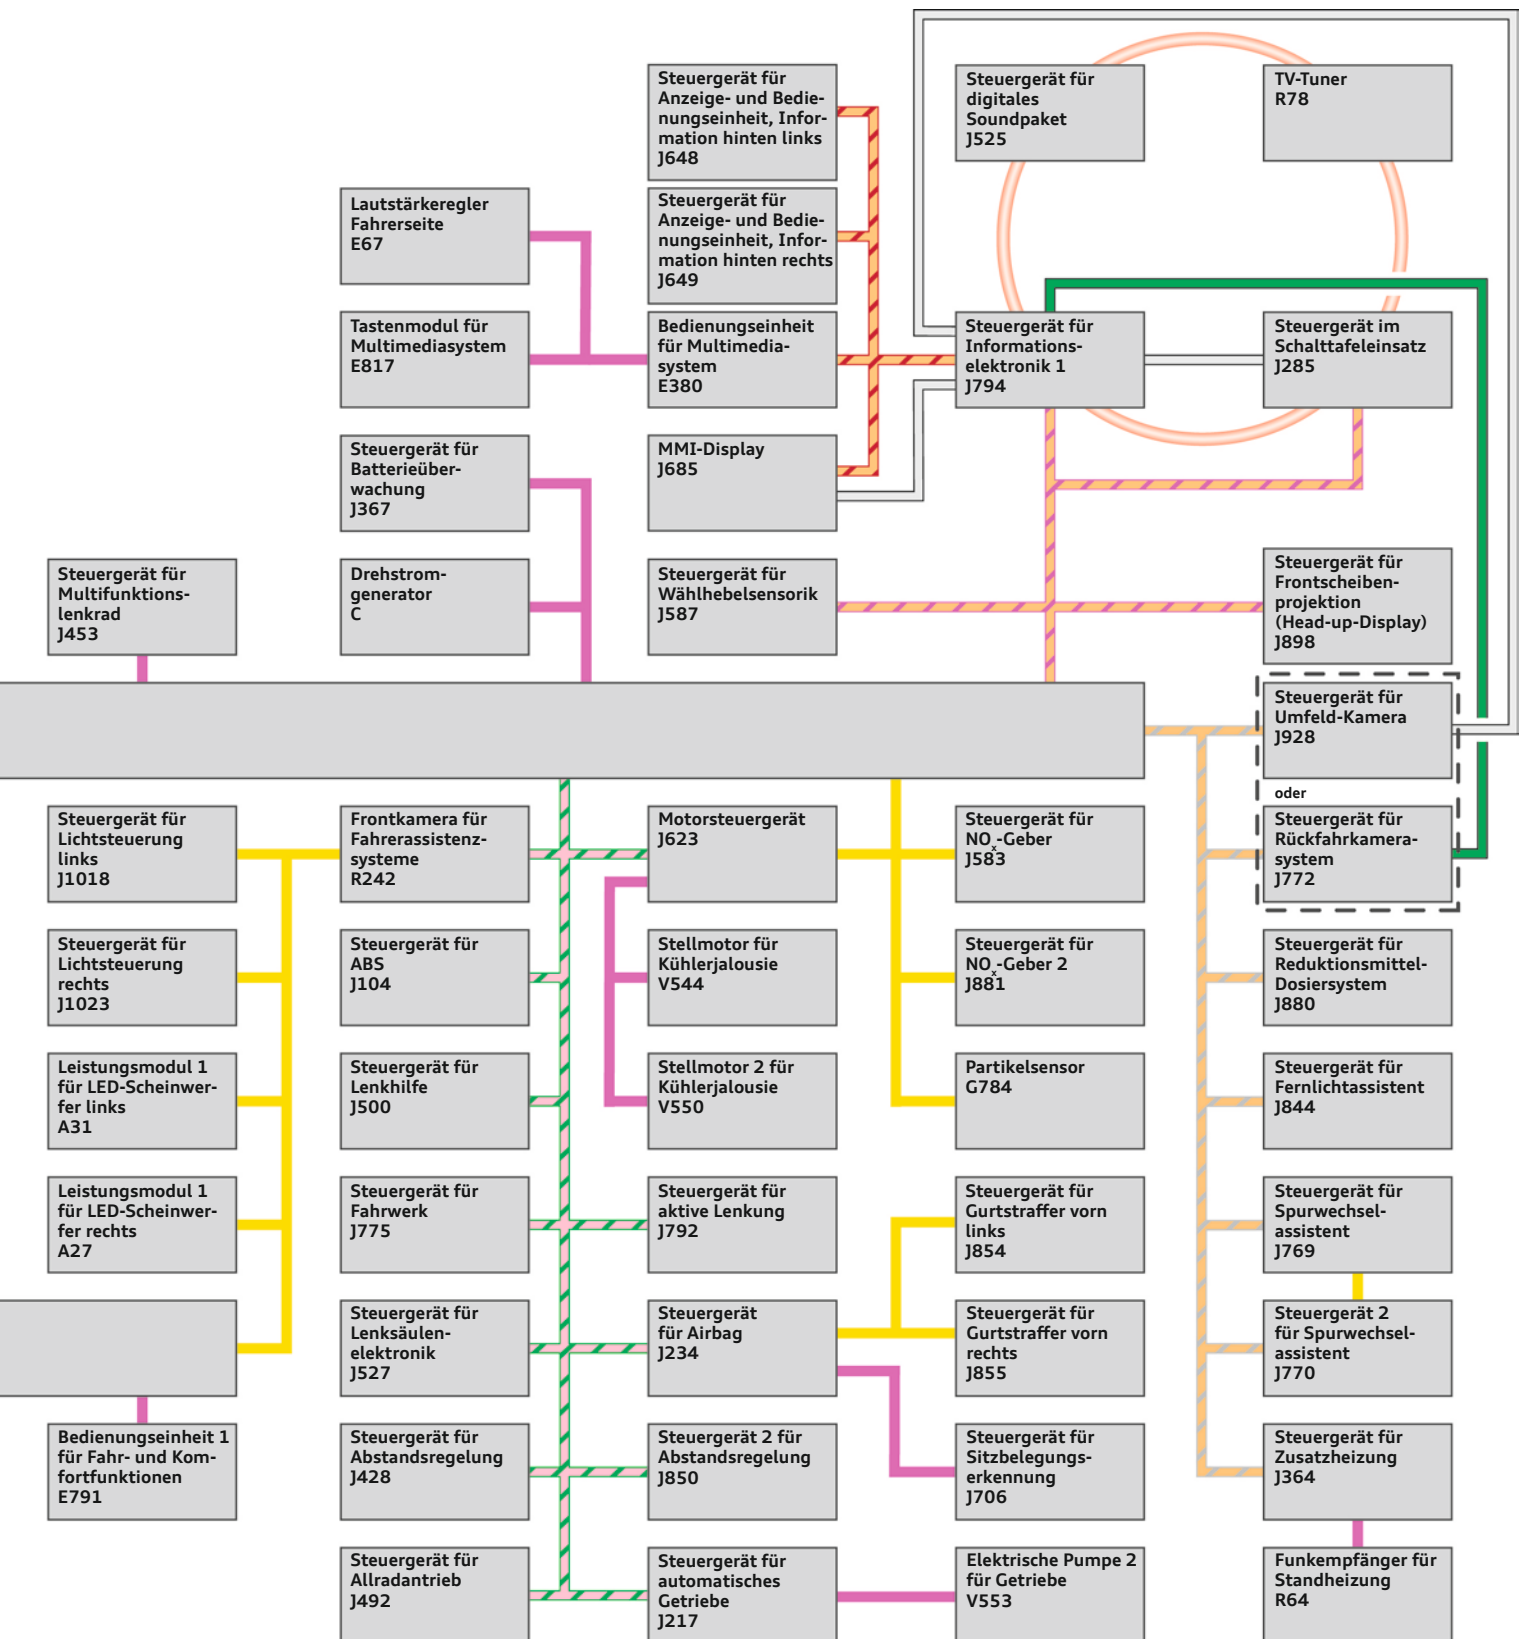 Steuergerät für
Anzeige- und Bedie-
nungseinheit, Infor-
mation hinten links
J648
Steuergerät für
digitales
Soundpaket
J525
TV-Tuner
R78
Lautstärkeregler
Fahrerseite
E67
Steuergerät für
Anzeige- und Bedie-
nungseinheit, Infor-
mation hinten rechts
J649
Tastenmodul für
Multimediasystem
E817
Bedienungseinheit
für Multimedia-
system
E380
Steuergerät für
Informations-
elektronik 1
J794
Steuergerät im
Schalttafeleinsatz
J285
Steuergerät für
Batterieüber-
wachung
J367
MMI-Display
J685
Steuergerät für
Multifunktions-
lenkrad
J453
Drehstrom-
generator
C
Steuergerät für
Wählhebelsensorik
J587
Steuergerät für
Frontscheiben-
projektion
(Head-up-Display)
J898
Steuergerät für
Umfeld-Kamera
J928
oder
Steuergerät für
Lichtsteuerung
links
J1018
Frontkamera für
Fahrerassistenz-
systeme
R242
Motorsteuergerät
J623
Steuergerät für
NOx-Geber
J583
Steuergerät für
Rückfahrkamera-
system
J772
Steuergerät für
Lichtsteuerung
rechts
J1023
Steuergerät für
ABS
J104
Stellmotor für
Kühlerjalousie
V544
Steuergerät für
NOx-Geber 2
J881
Steuergerät für
Reduktionsmittel-
Dosiersystem
J880
Leistungsmodul 1
für LED-Scheinwer-
fer links
A31
Steuergerät für
Lenkhilfe
J500
Stellmotor 2 für
Kühlerjalousie
V550
Partikelsensor
G784
Steuergerät für
Fernlichtassistent
J844
Leistungsmodul 1
für LED-Scheinwer-
fer rechts
A27
Steuergerät für
Fahrwerk
J775
Steuergerät für
aktive Lenkung
J792
Steuergerät für
Gurtstraffer vorn
links
J854
Steuergerät für
Spurwechsel-
assistent
J769
Steuergerät für
Lenksäulen-
elektronik
J527
Steuergerät
für Airbag
J234
Steuergerät für
Gurtstraffer vorn
rechts
J855
Steuergerät 2
für Spurwechsel-
assistent
J770
Bedienungseinheit 1
für Fahr- und Kom-
fortfunktionen
E791
Steuergerät für
Abstandsregelung
J428
Steuergerät 2 für
Abstandsregelung
J850
Steuergerät für
Sitzbelegungs-
erkennung
J706
Steuergerät für
Zusatzheizung
J364
Steuergerät für
Allradantrieb
J492
Steuergerät für
automatisches
Getriebe
J217
Elektrische Pumpe 2
für Getriebe
V553
Funkempfänger für
Standheizung
R64